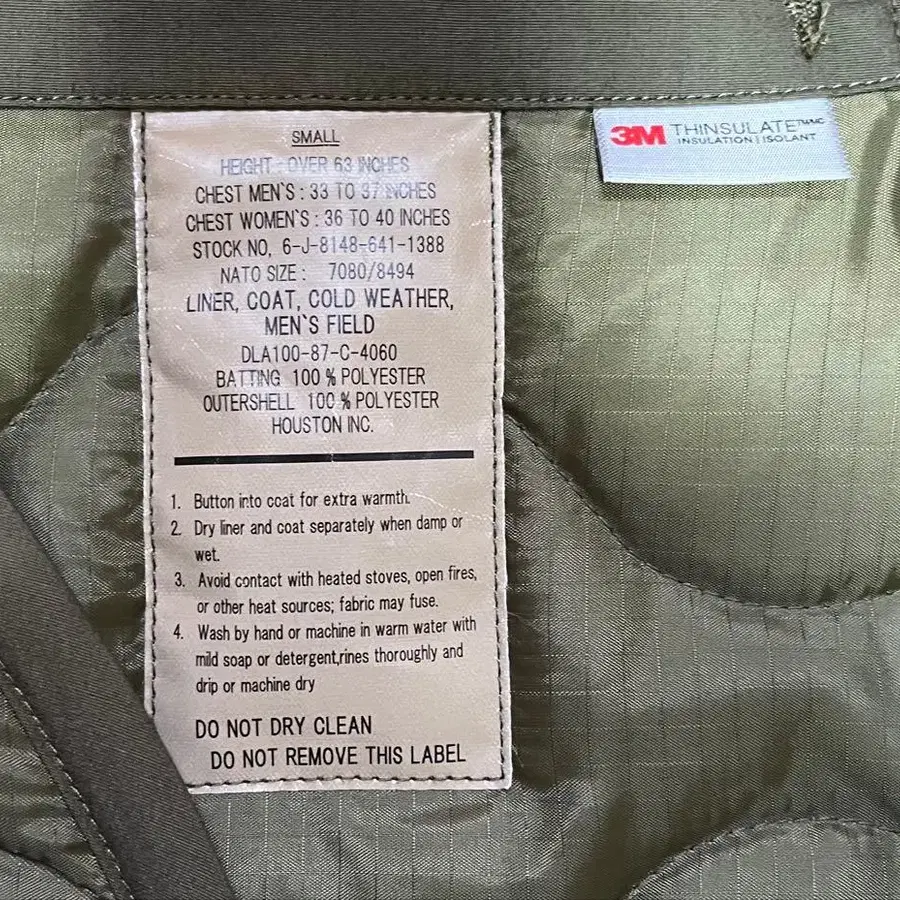 SMALL
HEIGHT : OVER 63 INCHES
CHEST MEN`S : 33 TO 37 INCHES
CHEST WOMEN`S : 36 TO 40 INCHES
STOCK NO, 6-J-8148-641-1388
NATO SIZE : 7080/8494
LINER, COAT, COLD WEATHER,
MEN`S FIELD
DLA100-87-C-4060
BATTING 100 % POLYESTER
OUTERSHELL 100 % POLYESTER
HOUSTON INC.
1. Button into coat for extra warmth.
2. Dry liner and coat separately when damp or
wet.
3. Avoid contact with heated stoves, open fires,
or other heat sources; fabric may fuse.
4. Wash by hand or machine in warm water with
mild soap or detergent,rines thoroughly and
drip or machine dry
DO NOT DRY CLEAN
DO NOT REMOVE THIS LABEL
3M THINSULATE
INSULATION | ISOLANT